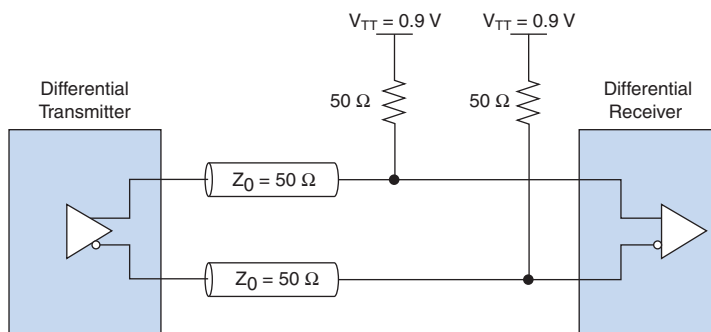 V_TT = 0.9 V
V_TT = 0.9 V
Differential
Transmitter
50 Ω
50 Ω
Differential
Receiver
Z_0 = 50 Ω
Z_0 = 50 Ω